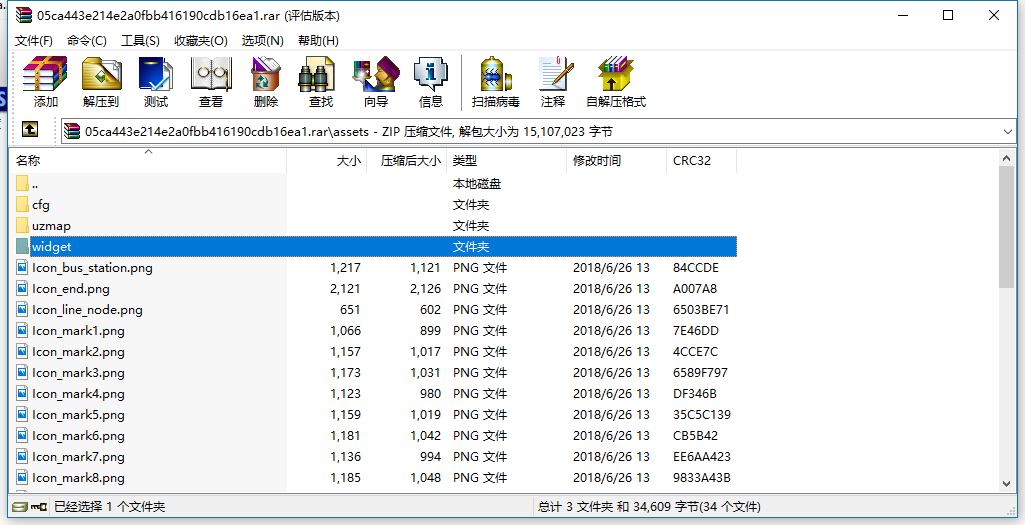 05ca443e214e2a0fbb416190cdb16ea1.rar (评估版本)
文件(F) 命令(C) 工具(S) 收藏夹(O) 选项(N) 帮助(H)
添加 解压到 测试 查看 删除 查找 向导 信息 扫描病毒 注释 自解压格式
05ca443e214e2a0fbb416190cdb16ea1.rar\assets - ZIP 压缩文件, 解包大小为 15,107,023 字节
名称 大小 压缩后大小 类型 修改时间 CRC32
.. 本地磁盘
cfg 文件夹
uzmap 文件夹
widget 文件夹
Icon_bus_station.png 1,217 1,121 PNG 文件 2018/6/26 13 84CCDE
Icon_end.png 2,121 2,126 PNG 文件 2018/6/26 13 A007A8
Icon_line_node.png 651 602 PNG 文件 2018/6/26 13 6503BE71
Icon_mark1.png 1,066 899 PNG 文件 2018/6/26 13 7E46DD
Icon_mark2.png 1,157 1,017 PNG 文件 2018/6/26 13 4CCE7C
Icon_mark3.png 1,173 1,031 PNG 文件 2018/6/26 13 6589F797
Icon_mark4.png 1,123 980 PNG 文件 2018/6/26 13 DF346B
Icon_mark5.png 1,159 1,019 PNG 文件 2018/6/26 13 35C5C139
Icon_mark6.png 1,181 1,042 PNG 文件 2018/6/26 13 CB5B42
Icon_mark7.png 1,136 994 PNG 文件 2018/6/26 13 EE6AA423
Icon_mark8.png 1,185 1,048 PNG 文件 2018/6/26 13 9833A43B
已经选择 1 个文件夹 总计 3 文件夹 和 34,609 字节(34 个文件)